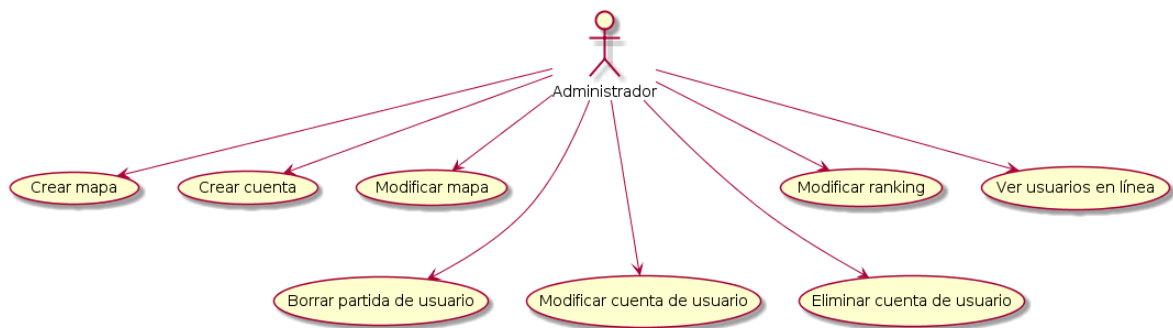 Administrador
Crear mapa
Crear cuenta
Modificar mapa
Modificar ranking
Ver usuarios en línea
Borrar partida de usuario
Modificar cuenta de usuario
Eliminar cuenta de usuario